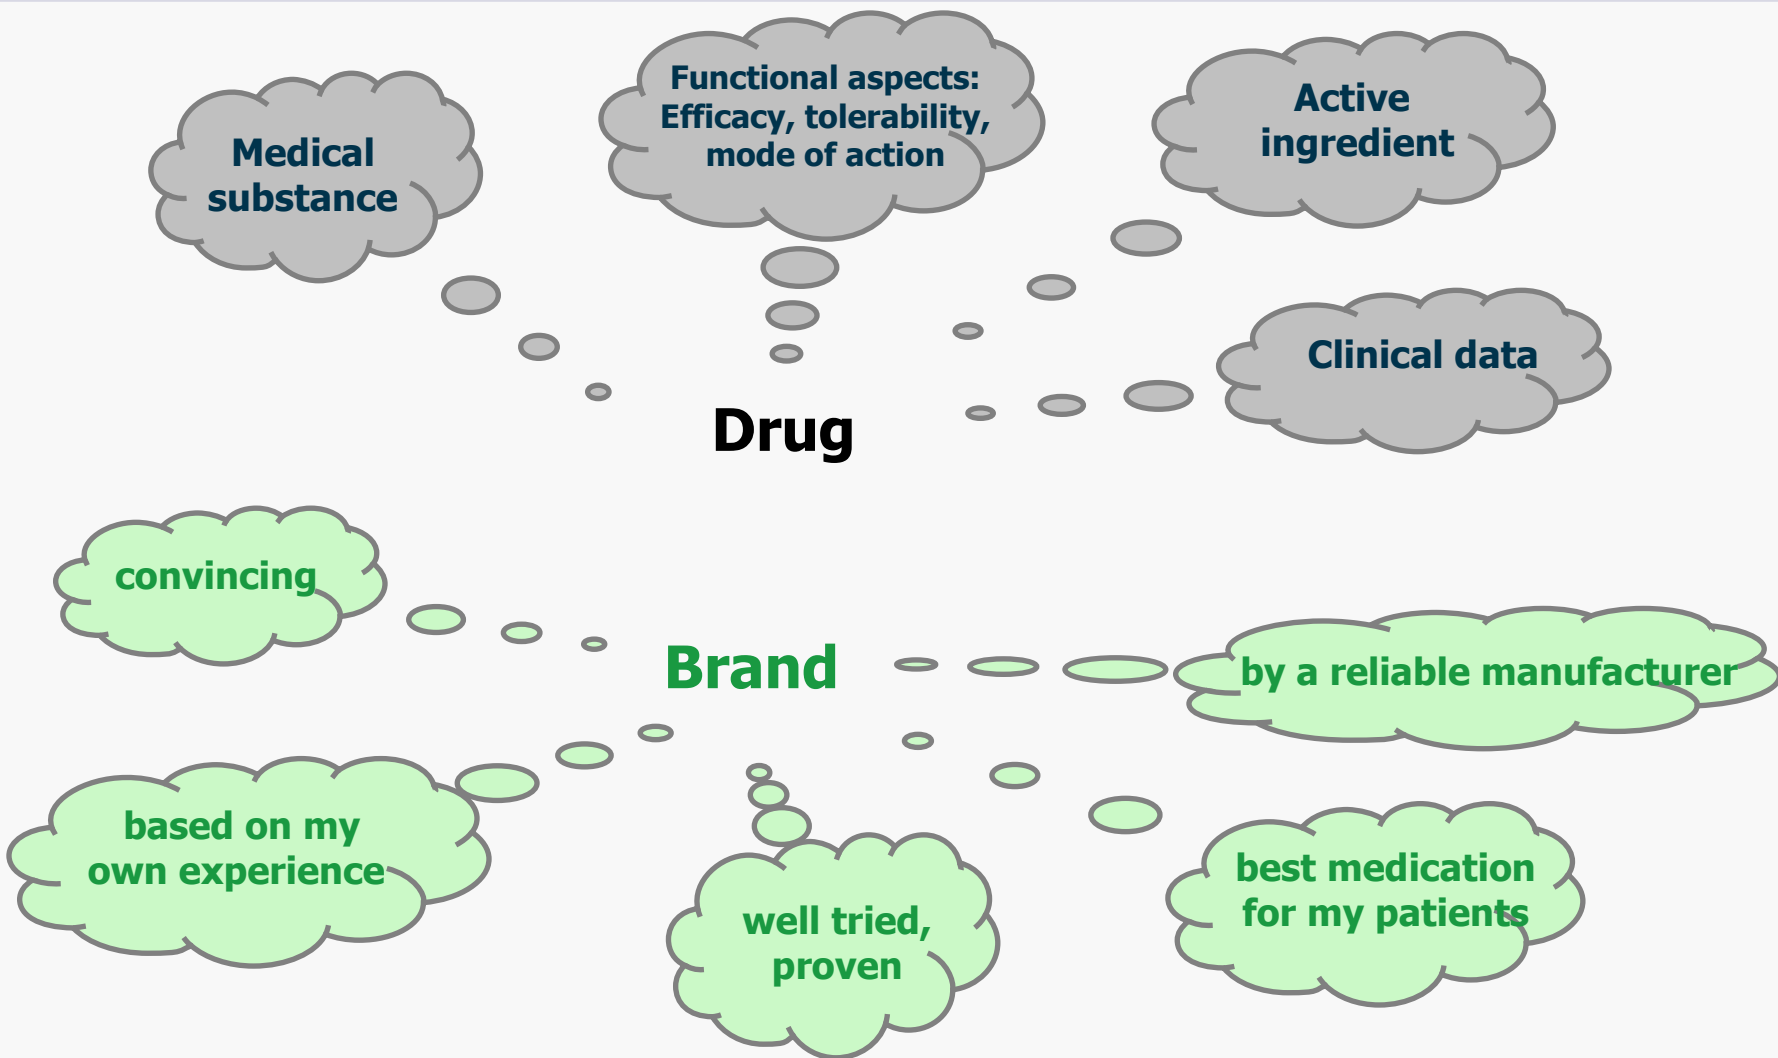 Medical
substance
Functional aspects:
Efficacy, tolerability,
mode of action
Active
ingredient
Clinical data
Drug
convincing
Brand
by a reliable manufacturer
based on my
own experience
well tried,
proven
best medication
for my patients